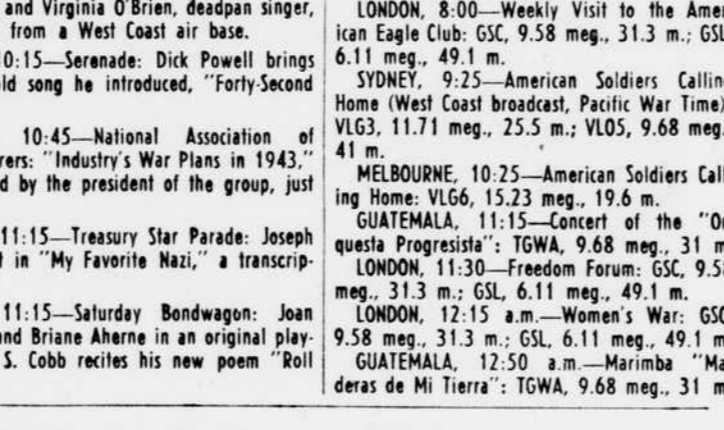 and Virginia O'Brien, deadpan singer,
from a West Coast air base.
0:15—Serenade: Dick Powell brings
ld song he introduced, "Forty-Second
10:45—National Association of
rers: "Industry's War Plans in 1943,"
d by the president of the group, just
11:15—Treasury Star Parade: Joseph
t in "My Favorite Nazi," a transcrip-
11:15—Saturday Bondwagon: Joan
and Briane Aherne in an original play-
S. Cobb recites his new poem "Roll
LONDON, 8:00—Weekly Visit to the Amer
ican Eagle Club: GSC, 9.58 meg., 31.3 m.; GSL
6.11 meg., 49.1 m.
SYDNEY, 9:25—American Soldiers Calling
Home (West Coast broadcast, Pacific War Time)
VLG3, 11.71 meg., 25.5 m.; VLO5, 9.68 meg.
41 m.
MELBOURNE, 10:25—American Soldiers Call
ing Home: VLG6, 15.23 meg., 19.6 m.
GUATEMALA, 11:15—Concert of the "Or
questa Progresista": TGWA, 9.68 meg., 31 m
LONDON, 11:30—Freedom Forum: GSC, 9.58
meg., 31.3 m.; GSL, 6.11 meg., 49.1 m.
LONDON, 12:15 a.m.—Women's War: GSC
9.58 meg., 31.3 m.; GSL, 6.11 meg., 49.1 m
GUATEMALA, 12:50 a.m.—Marimba "Ma
deras de Mi Tierra": TGWA, 9.68 meg., 31 m